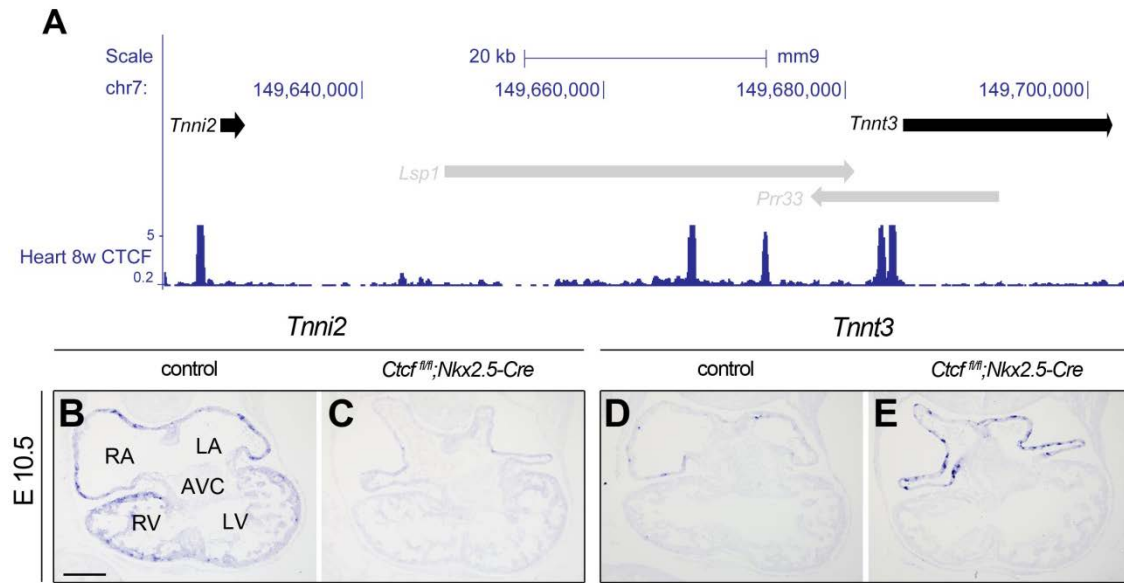 A
Scale 20 kb mm9
chr7: 149,640,000 149,660,000 149,680,000 149,700,000
Tnni2 Tnnt3
Lsp1
Prr33
5
Heart 8w CTCF
0.2
Tnni2 Tnnt3
control Ctcf fl/fl;Nkx2.5-Cre control Ctcf fl/fl;Nkx2.5-Cre
B C D E
E 10.5
RA LA
AVC
RV LV